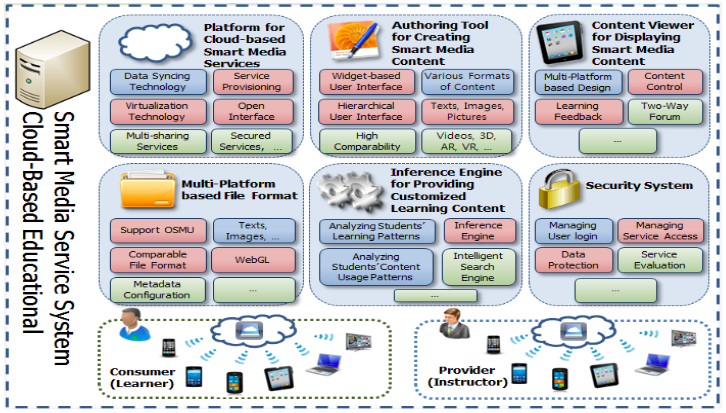 Smart Media Service System
Cloud-Based Educational
Platform for
Cloud-based
Smart Media
Services
Data Syncing
Technology
Service
Provisioning
Virtualization
Technology
Open
Interface
Multi-sharing
Services
Secured
Services, ...
Authoring Tool
for Creating
Smart Media
Content
Widget-based
User Interface
Various Formats
of Content
Hierarchical
User Interface
Texts, Images,
Pictures
High
Comparability
Videos, 3D,
AR, VR, ...
Content Viewer
for Displaying
Smart Media
Content
Multi-Platform
based Design
Content
Control
Learning
Feedback
Two-Way
Forum
...
Multi-Platform
based File Format
Support OSMU
Texts,
Images, ...
Comparable
File Format
WebGL
Metadata
Configuration
...
Inference Engine
for Providing
Customized
Learning Content
Analyzing Students'
Learning Patterns
Inference
Engine
Analyzing
Students' Content
Usage Patterns
Intelligent
Search
Engine
...
Security System
Managing
User login
Managing
Service Access
Data
Protection
Service
Evaluation
...
Consumer
(Learner)
Provider
(Instructor)